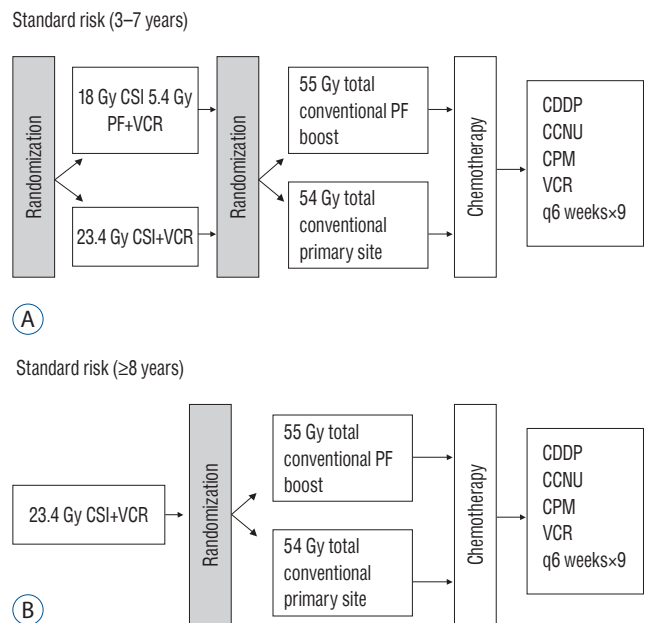 Standard risk (3–7 years)
Randomization
18 Gy CSI 5.4 Gy
PF+VCR
23.4 Gy CSI+VCR
Randomization
55 Gy total
conventional PF
boost
54 Gy total
conventional
primary site
Chemotherapy
CDDP
CCNU
CPM
VCR
q6 weeks×9
A
Standard risk (≥8 years)
23.4 Gy CSI+VCR
Randomization
55 Gy total
conventional PF
boost
54 Gy total
conventional
primary site
Chemotherapy
CDDP
CCNU
CPM
VCR
q6 weeks×9
B